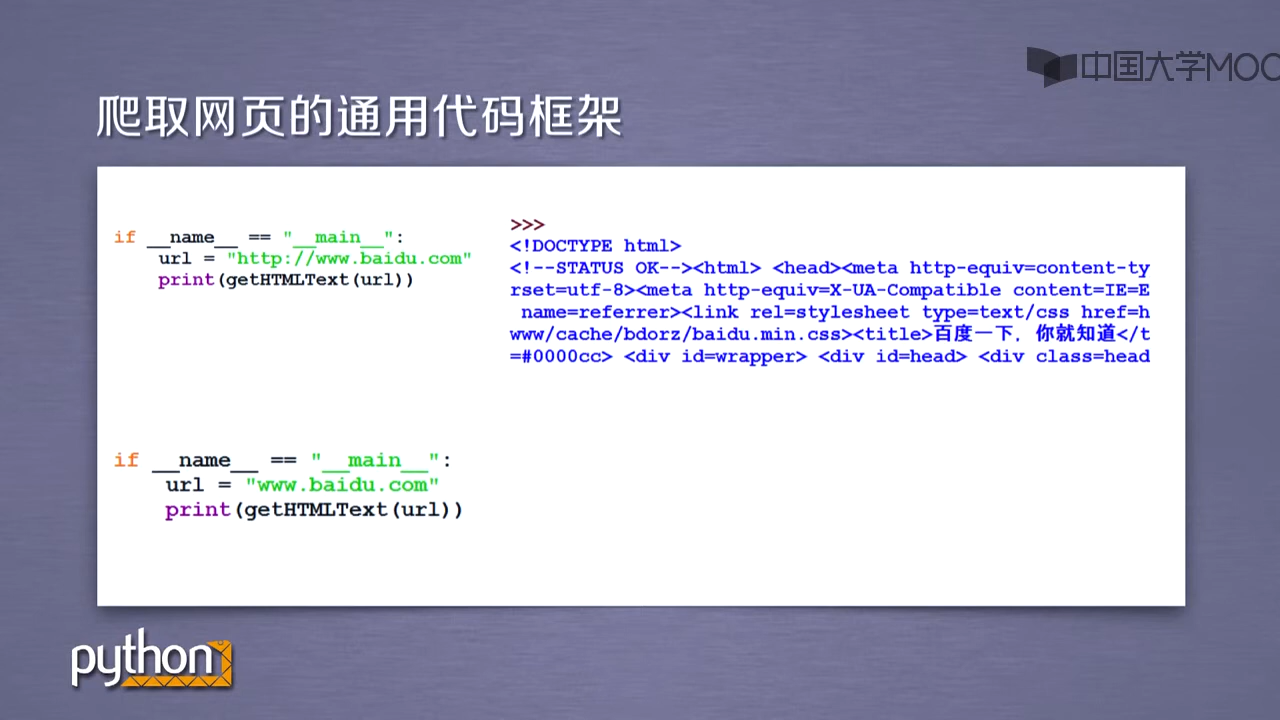 中国大学MOO
爬取网页的通用代码框架
if __name__ == "__main__":
url = "http://www.baidu.com"
print(getHTMLText(url))
>>>
<!DOCTYPE html>
<!--STATUS OK--><html> <head><meta http-equiv=content-ty
rset=utf-8><meta http-equiv=X-UA-Compatible content=IE=E
name=referrer><link rel=stylesheet type=text/css href=h
www/cache/bdorz/baidu.min.css><title>百度一下，你就知道</t
=#0000cc> <div id=wrapper> <div id=head> <div class=head
if __name__ == "__main__":
url = "www.baidu.com"
print(getHTMLText(url))
python